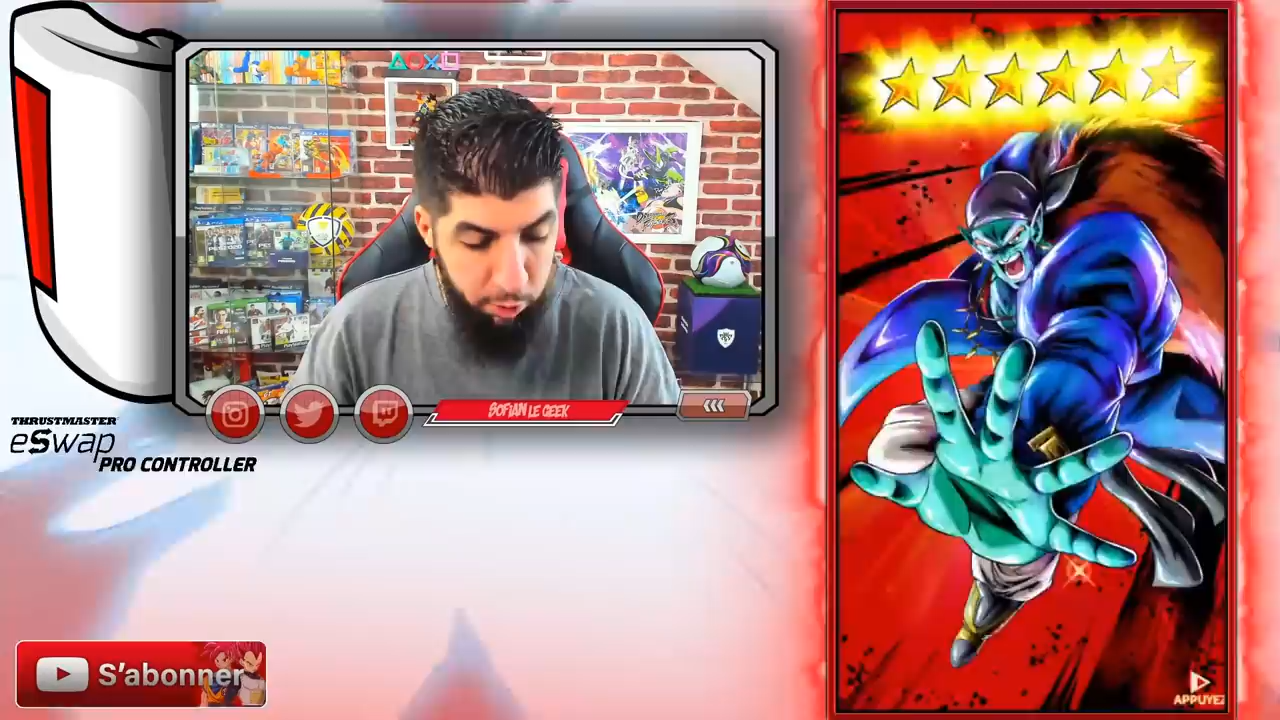 SOFIAN LE GEEK
THRUSTMASTER
eSwap
PRO CONTROLLER
S'abonner
APPUYEZ